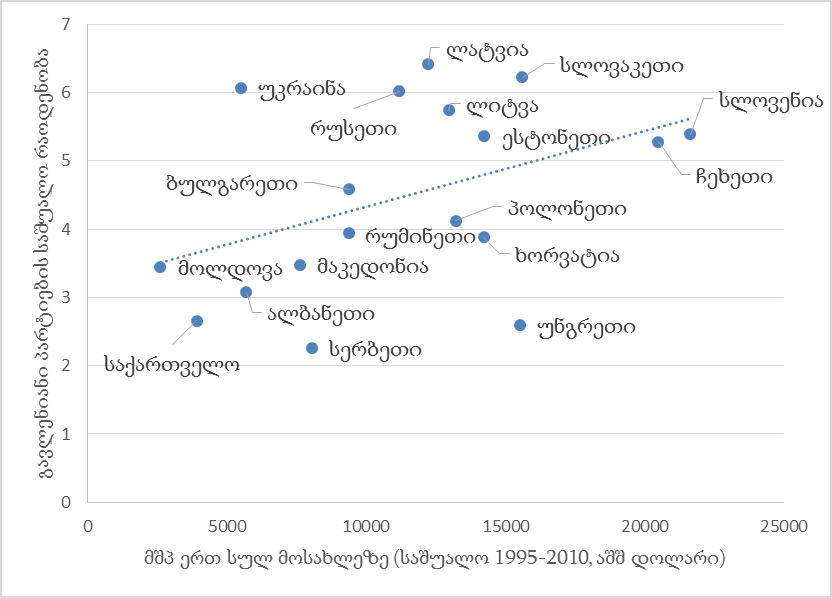 გავლენიანი პარტიების საშუალო რაოდენობა
7
6
5
4
3
2
1
0
ლატვია
სლოვაკეთი
უკრაინა
რუსეთი
ლიტვა
სლოვენია
ესტონეთი
ჩეხეთი
ბულგარეთი
პოლონეთი
რუმინეთი
ხორვატია
მოლდოვა
მაკედონია
ალბანეთი
უნგრეთი
სერბეთი
საქართველო
0 5000 10000 15000 20000 25000
მშპ ერთ სულ მოსახლეზე (საშუალო 1995-2010, აშშ დოლარი)